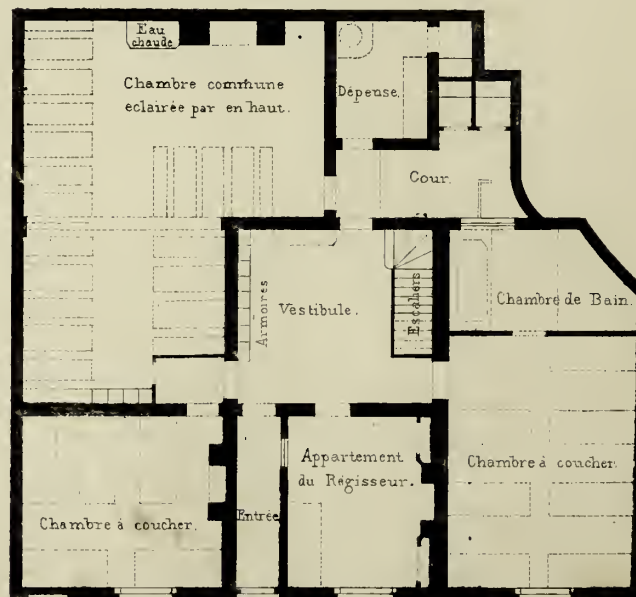 Eau
chaude
Chambre commune
eclairée par en haut.
Dépense.
Cour.
Armoires
Vestibule.
Escaliers
Chambre de Bain.
Appartement
du Régisseur.
Chambre à coucher.
Chambre à coucher.
Entrée